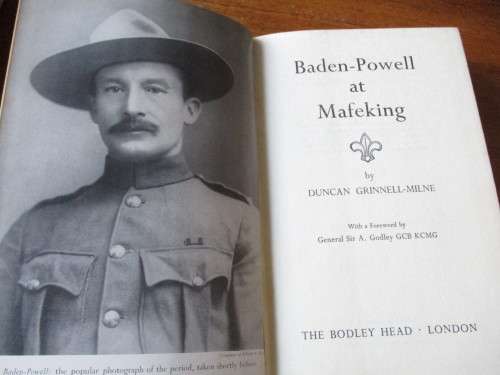 Baden-Powell: the popular photograph of the period, taken shortly before
Baden-Powell
at
Mafeking
by
DUNCAN GRINNELL-MILNE
With a Foreword by
General Sir A. Godley GCB KCMG
THE BODLEY HEAD · LONDON